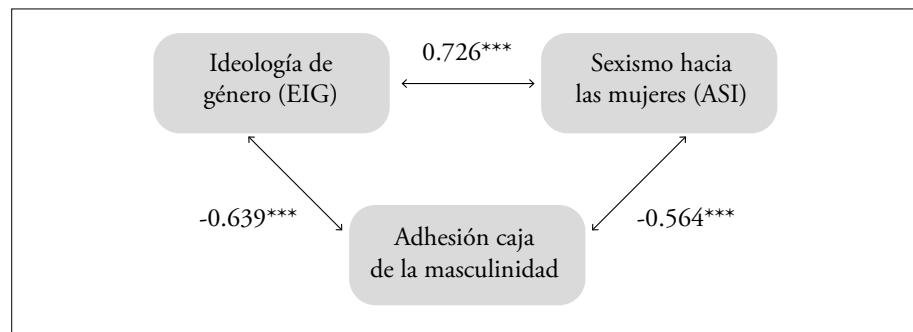 0.726***
Ideología de
género (EIG)
Sexismo hacia
las mujeres (ASI)
-0.639***
-0.564***
Adhesión caja
de la masculinidad